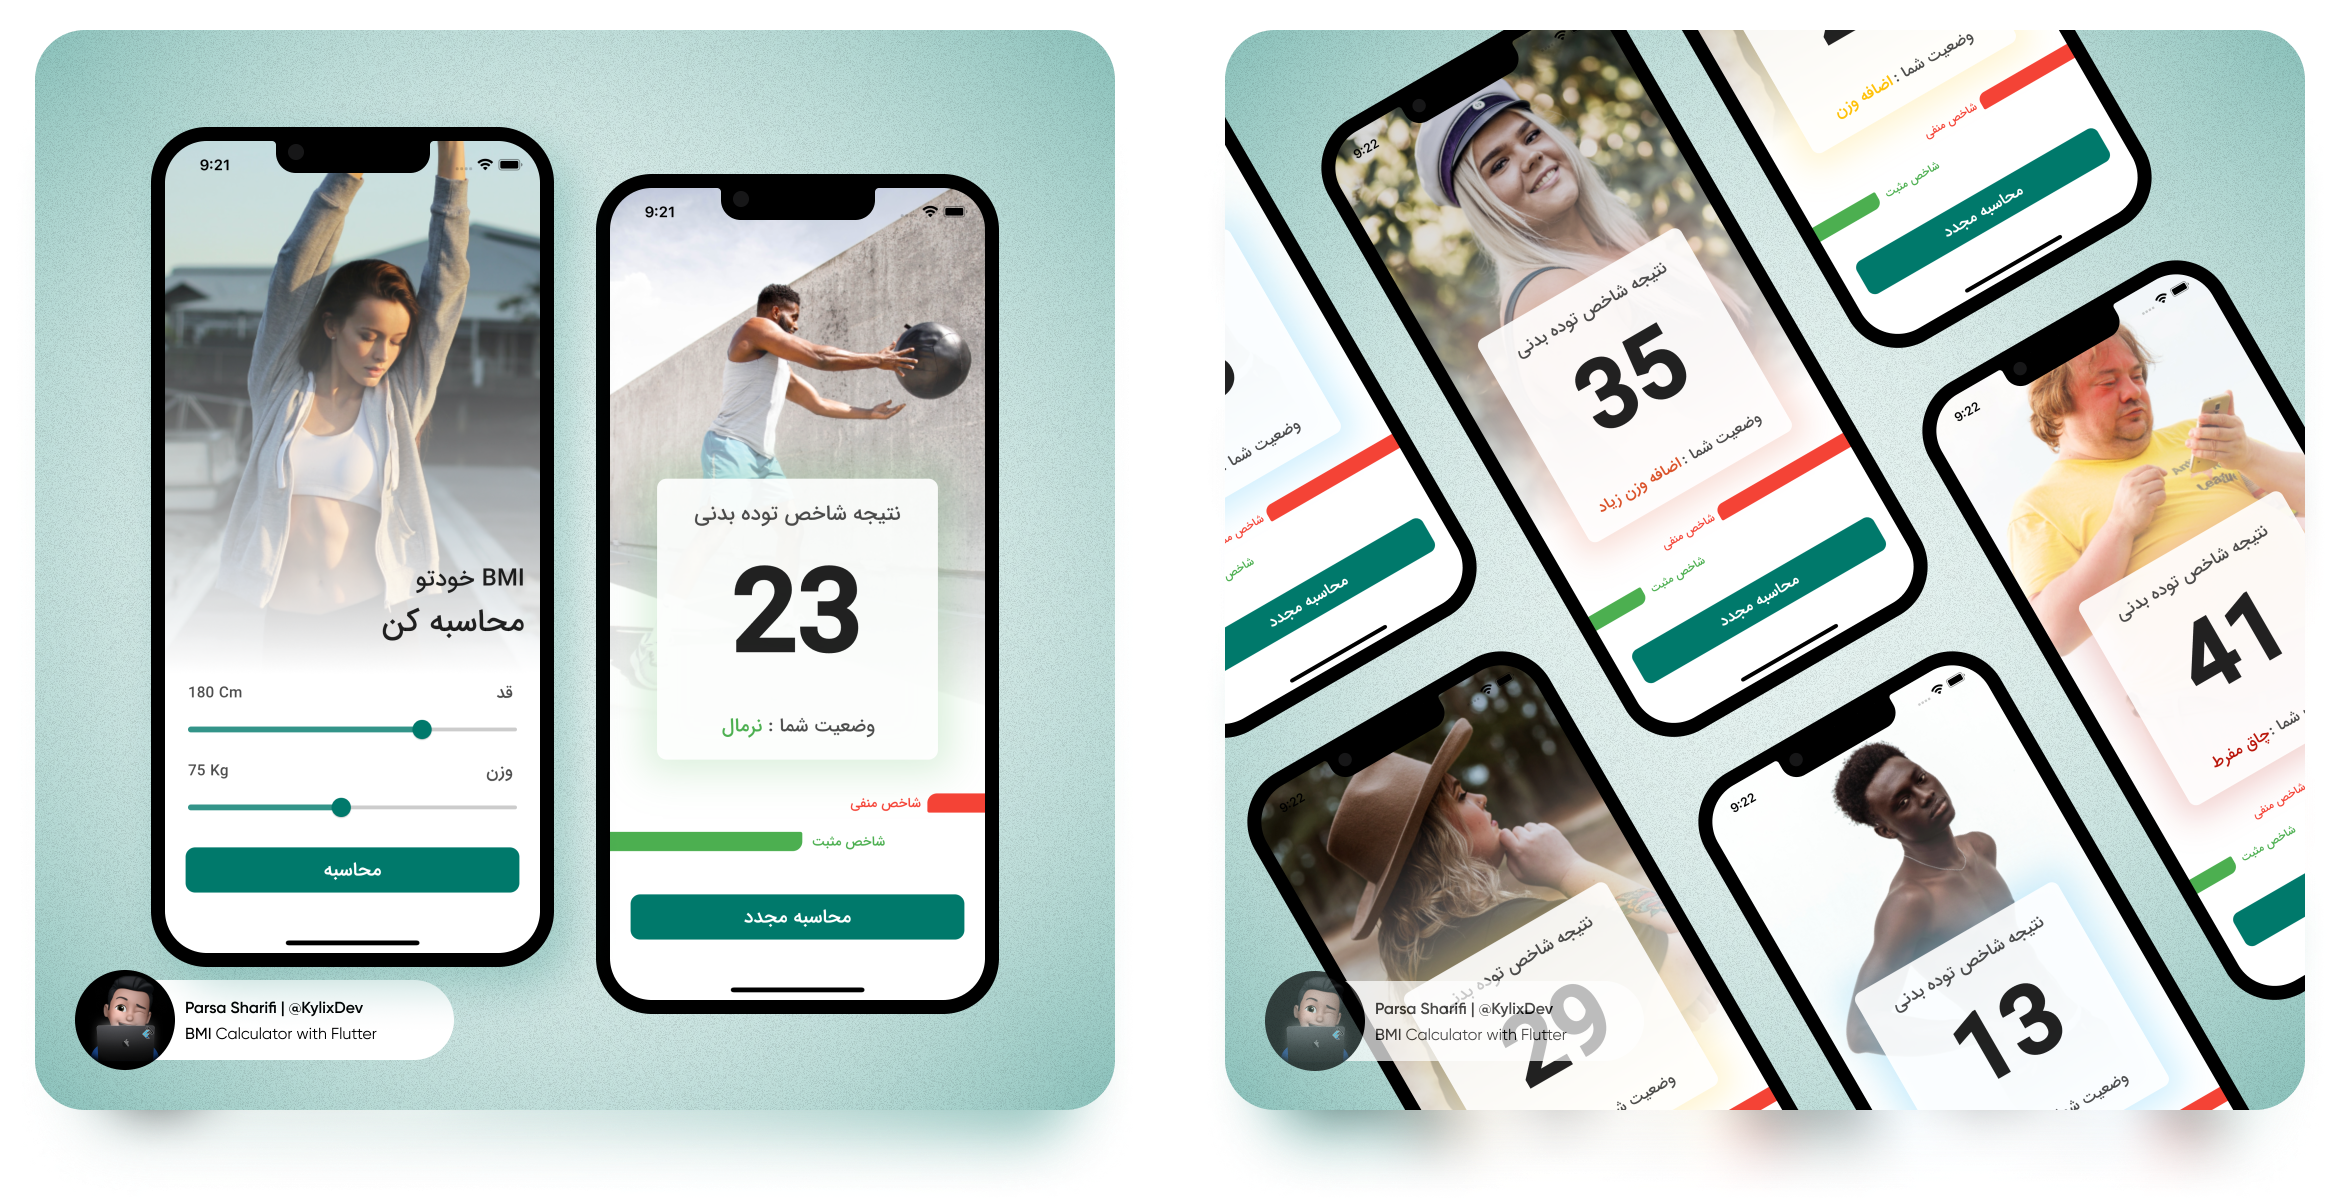 9:21
BMI خودتو
محاسبه کن
180 Cm
قد
75 Kg
وزن
محاسبه
9:21
نتیجه شاخص توده بدنی
23
وضعیت شما : نرمال
شاخص منفی
شاخص مثبت
محاسبه مجدد
Parsa Sharifi | @KylixDev
BMI Calculator with Flutter
وضعیت شما :
شاخص
محاسبه مجدد
9:22
نتیجه شاخص توده بدنی
35
وضعیت شما : اضافه وزن زیاد
شاخص منفی
شاخص مثبت
محاسبه مجدد
وضعیت شما : اضافه وزن
شاخص منفی
شاخص مثبت
محاسبه مجدد
9:22
نتیجه شاخص توده بدنی
41
شما : چاق مفرط
شاخص منفی
شاخص مثبت
9:22
نتیجه شاخص توده بدنی
29
وضعیت
9:22
نتیجه شاخص توده بدنی
13
وضعیت
Parsa Sharifi | @KylixDev
BMI Calculator with Flutter